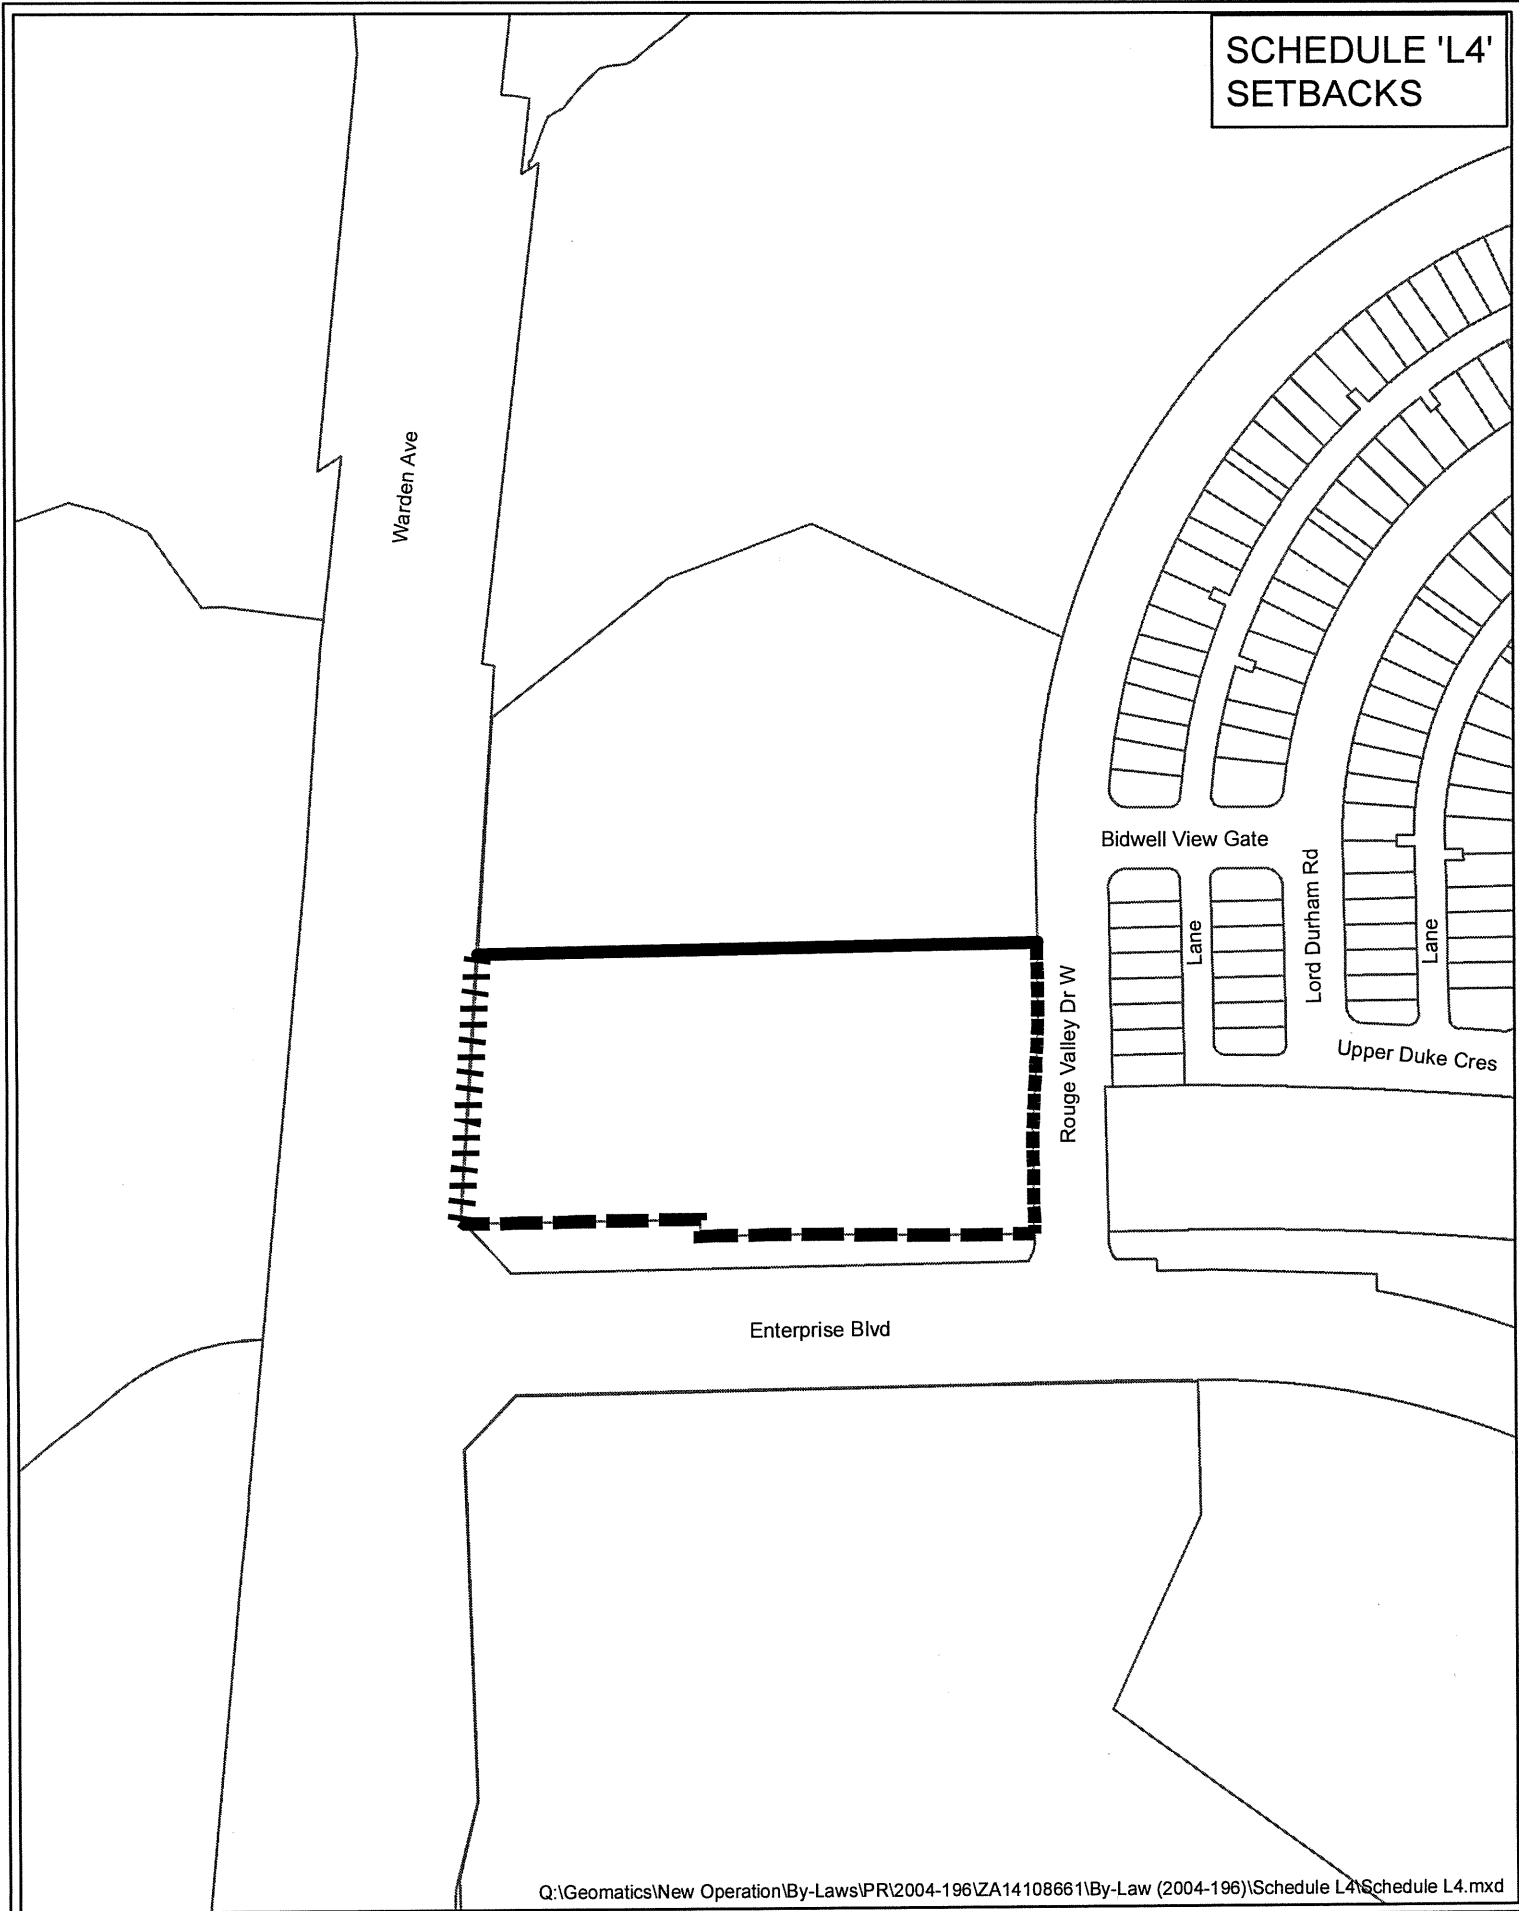 SCHEDULE 'L4'
SETBACKS
Warden Ave
Bidwell View Gate
Lord Durham Rd
Lane
Lane
Rouge Valley Dr W
Upper Duke Cres
Enterprise Blvd
Q:\Geomatics\New Operation\By-Laws\PR\2004-196\ZA14108661\By-Law (2004-196)\Schedule L4\Schedule L4.mxd